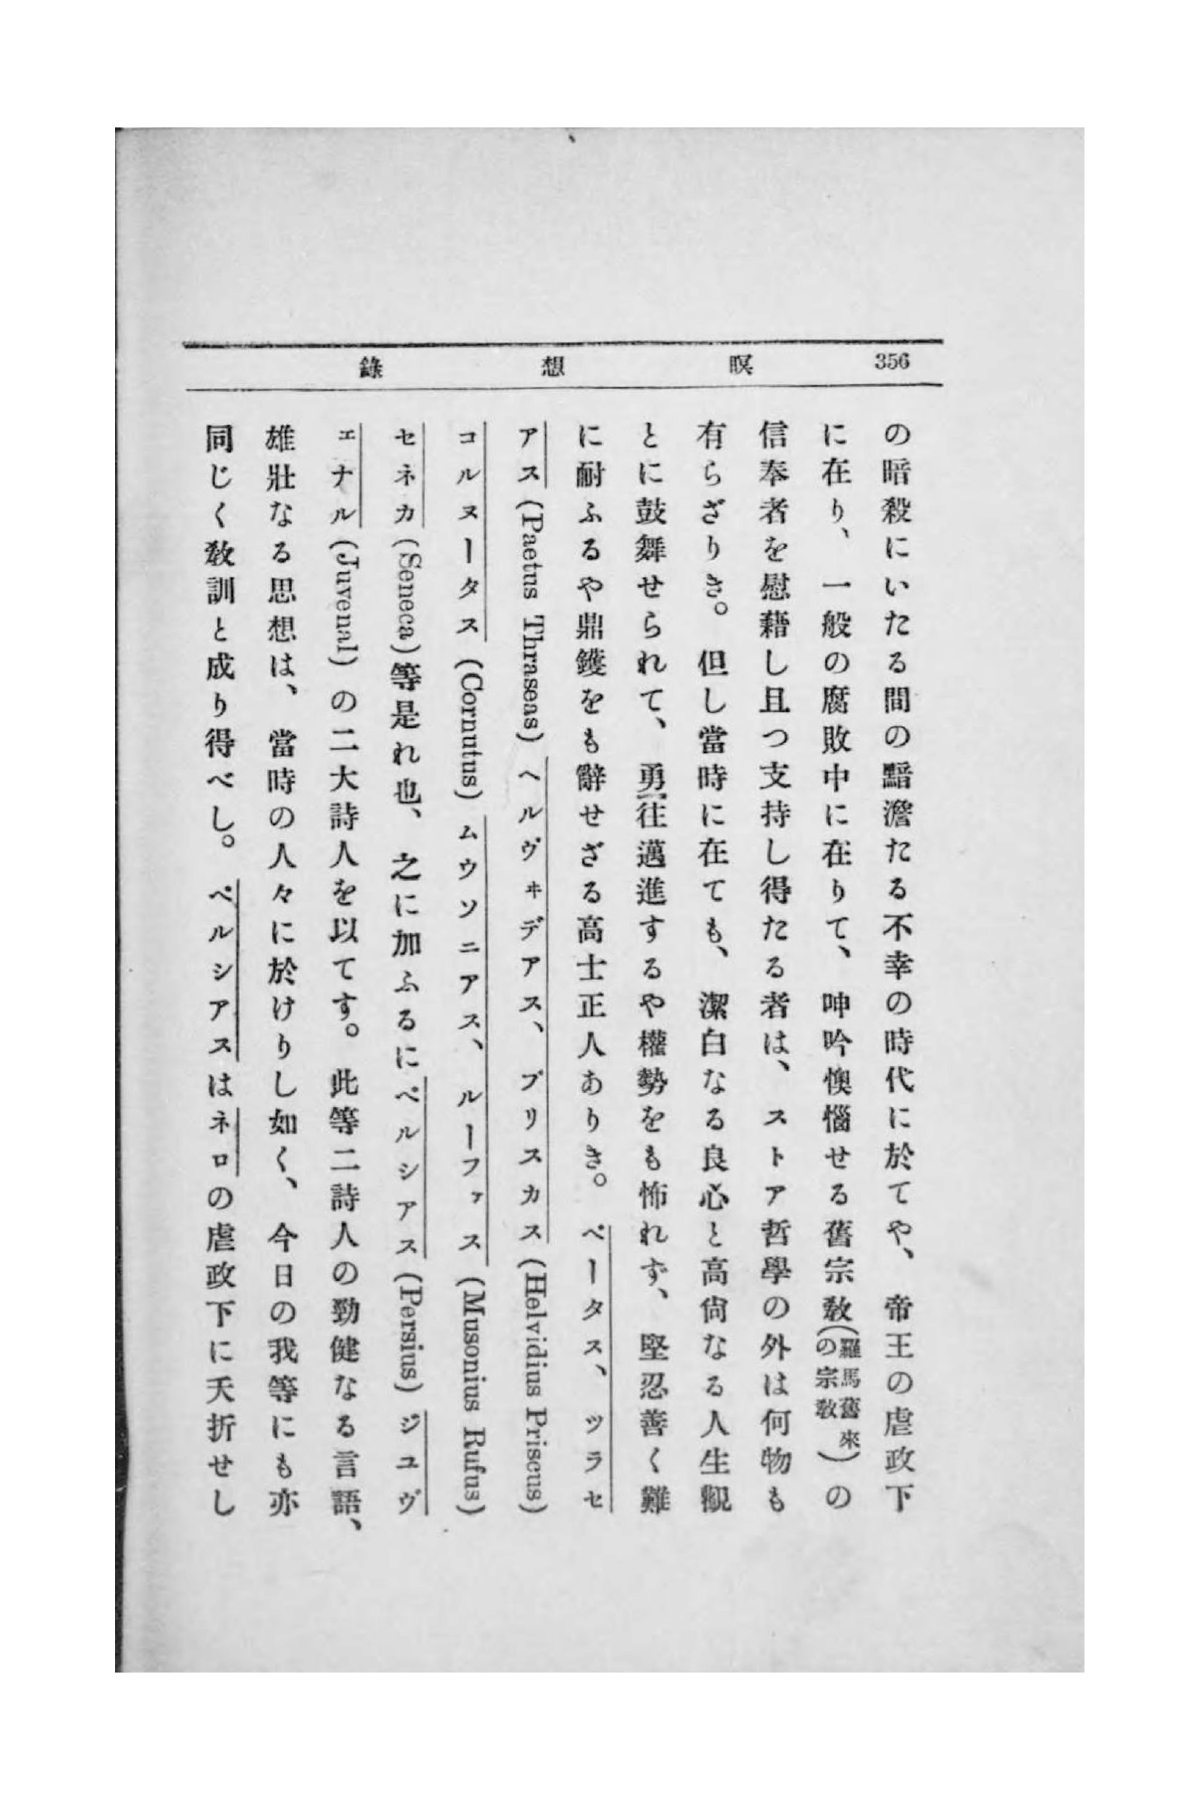 356 瞑想錄
の暗殺にいたる間の黯澹たる不幸の時代に於てや、帝王の虐政下
に在り、一般の腐敗中に在りて、呻吟懊惱せる舊宗敎(羅馬舊來の宗敎)の
信奉者を慰藉し且つ支持し得たる者は、ストア哲學の外は何物も
有らざりき。但し當時に在ても、潔白なる良心と高尙なる人生觀
とに鼓舞せられて、勇往邁進するや權勢をも怖れず、堅忍善く難
に耐ふるや鼎鑊をも辭せざる高士正人ありき。ペータス、ツラセ
アス(Paetus Thraseas)ヘルヴヰデアス、プリスカス(Helvidius Priscus)
コルヌータス(Cornutus)ムウソニアス、ルーファス(Musonius Rufus)
セネカ(Seneca)等是れ也、之に加ふるにペルシアス(Persius)ジユヴ
エナル(Juvenal)の二大詩人を以てす。此等二詩人の勁健なる言語、
雄壯なる思想は、當時の人々に於けりし如く、今日の我等にも亦
同じく敎訓と成り得べし。ペルシアスはネロの虐政下に夭折せし